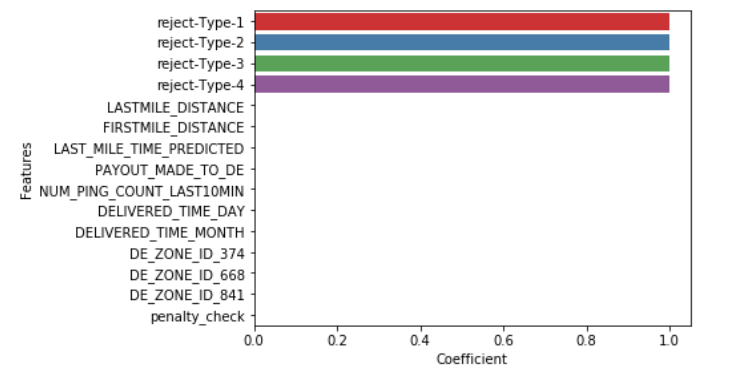 reject-Type-1
reject-Type-2
reject-Type-3
reject-Type-4
LASTMILE_DISTANCE
FIRSTMILE_DISTANCE
LAST_MILE_TIME_PREDICTED
PAYOUT_MADE_TO_DE
NUM_PING_COUNT_LAST10MIN
DELIVERED_TIME_DAY
DELIVERED_TIME_MONTH
DE_ZONE_ID_374
DE_ZONE_ID_668
DE_ZONE_ID_841
penalty_check
Features
0.0 0.2 0.4 0.6 0.8 1.0
Coefficient